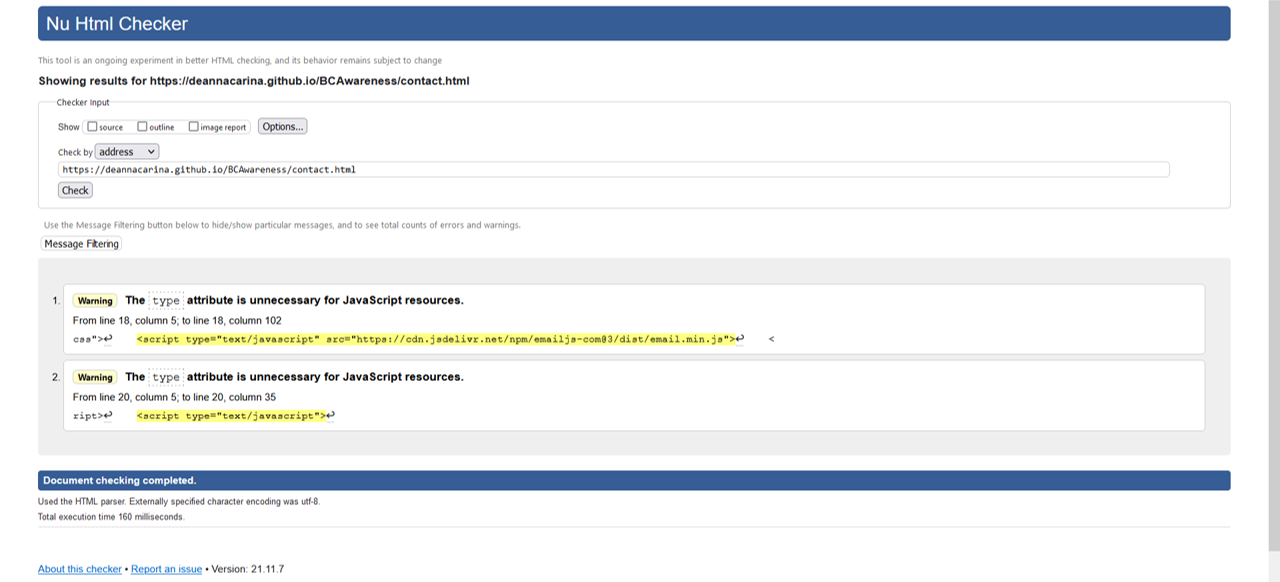 Nu Html Checker
This tool is an ongoing experiment in better HTML checking, and its behavior remains subject to change
Showing results for https://deannacarina.github.io/BCAwareness/contact.html
Checker Input
Show source outline image report Options...
Check by address
https://deannacarina.github.io/BCAwareness/contact.html
Check
Use the Message Filtering button below to hide/show particular messages, and to see total counts of errors and warnings.
Message Filtering
1. Warning The type attribute is unnecessary for JavaScript resources.
From line 18, column 5; to line 18, column 102
css">↩ <script type="text/javascript" src="https://cdn.jsdelivr.net/npm/emailjs-com@3/dist/email.min.js">↩ <
2. Warning The type attribute is unnecessary for JavaScript resources.
From line 20, column 5; to line 20, column 35
ript>↩ <script type="text/javascript">↩
Document checking completed.
Used the HTML parser. Externally specified character encoding was utf-8.
Total execution time 160 milliseconds.
About this checker • Report an issue • Version: 21.11.7